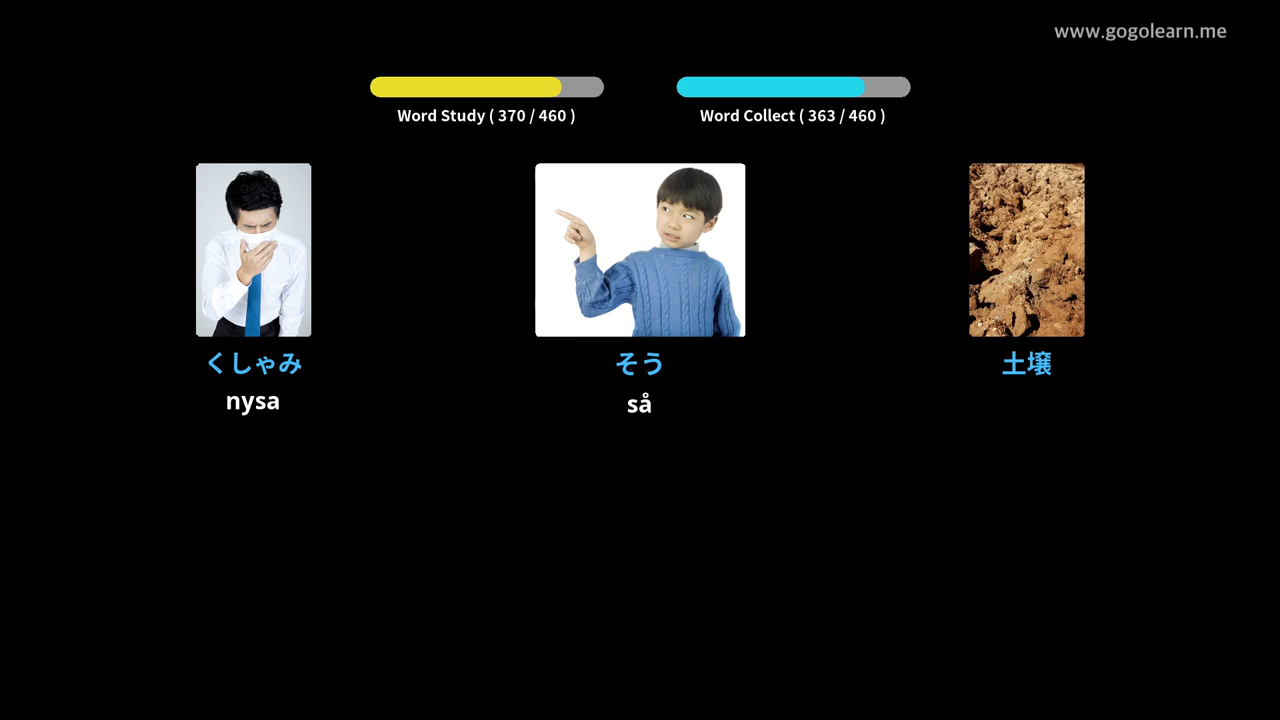 www.gogolearn.me
Word Study ( 370 / 460 )
Word Collect ( 363 / 460 )
くしゃみ
nysa
そう
så
土壌